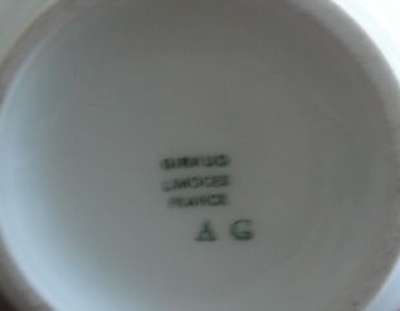 GIRAUD
LIMOGES
FRANCE
A G